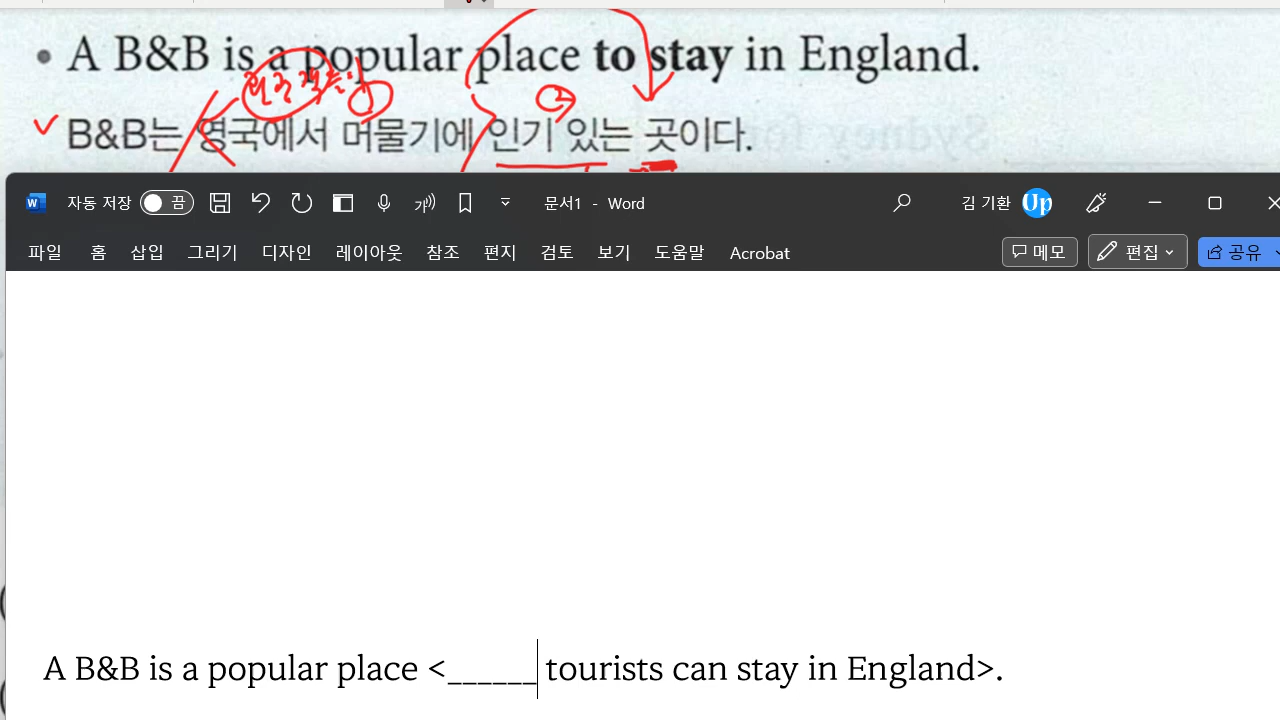 • A B&B is a popular place to stay in England.
B&B는 영국에서 머물기에 인기 있는 곳이다.
②
자동 저장 끔 문서1 - Word 김 기환 Up
파일 홈 삽입 그리기 디자인 레이아웃 참조 편지 검토 보기 도움말 Acrobat 메모 편집 공유
A B&B is a popular place <______ tourists can stay in England>.